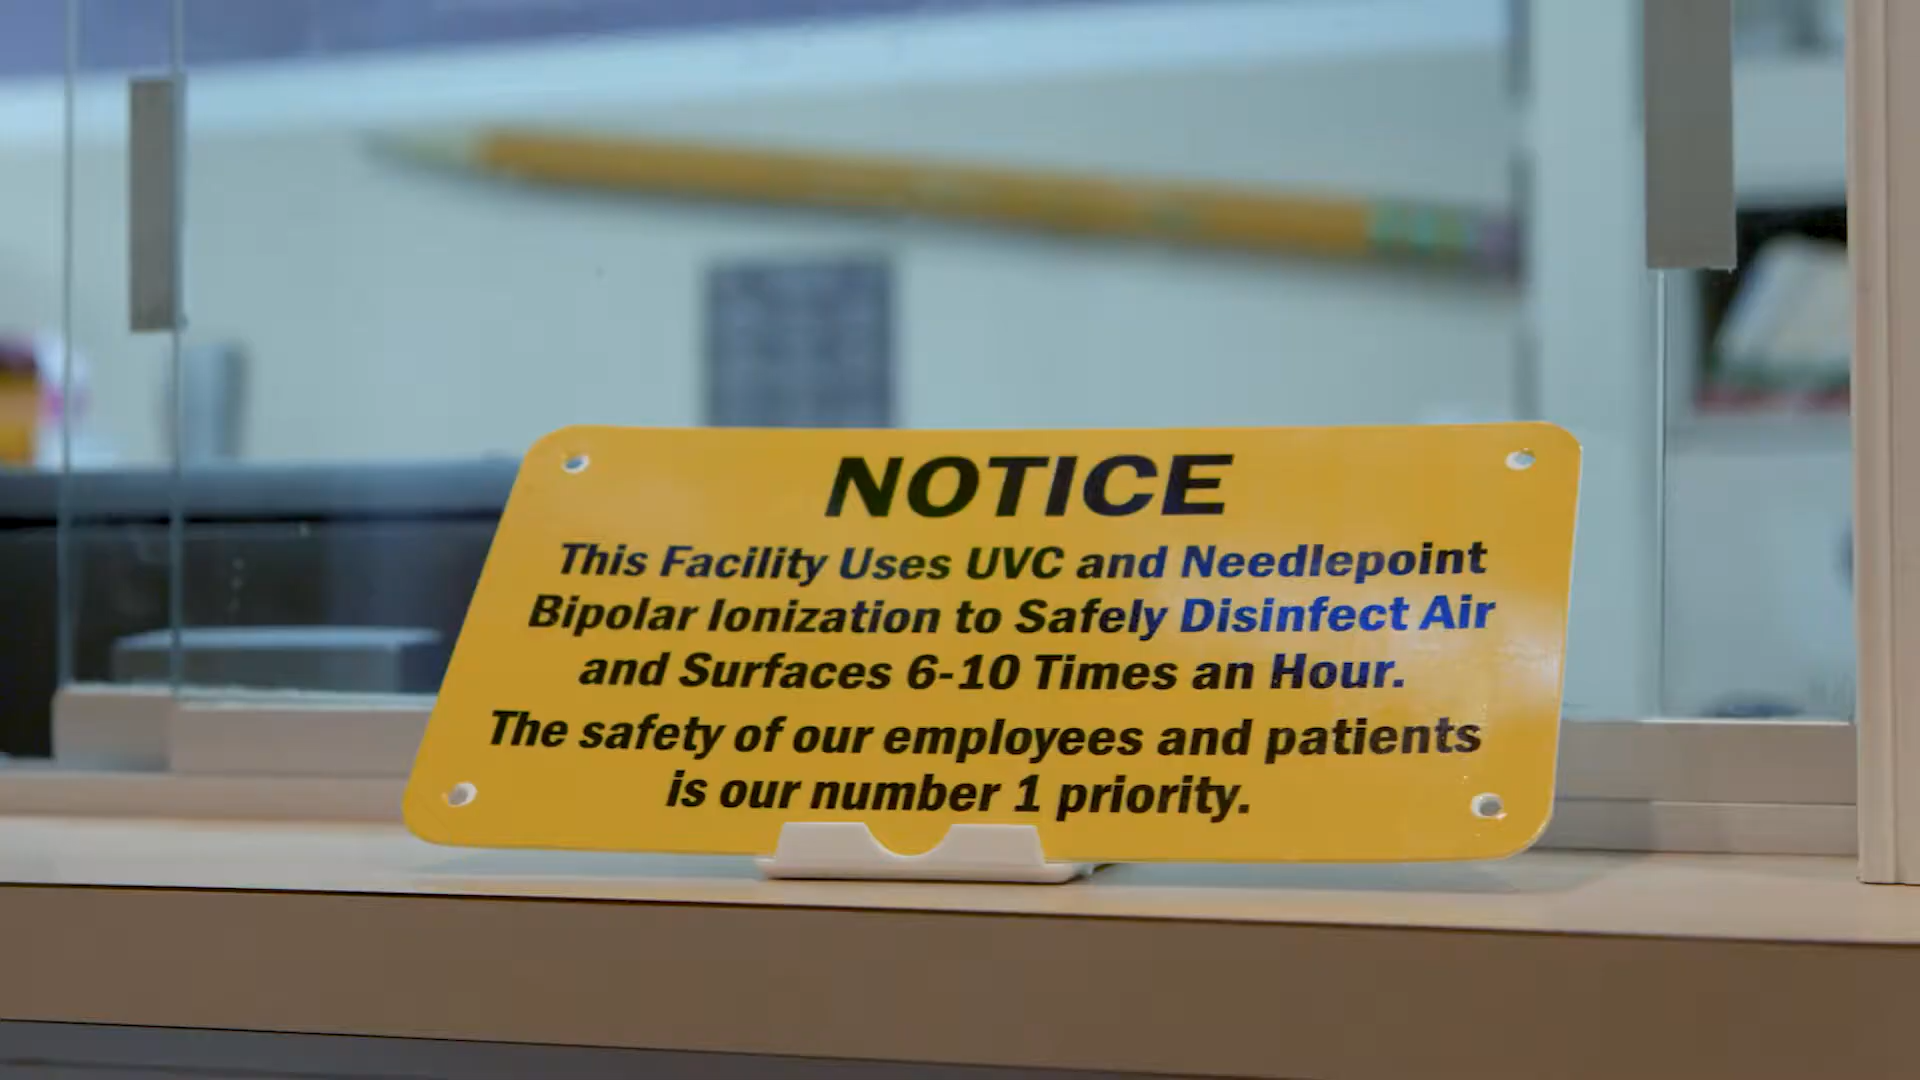 NOTICE
This Facility Uses UVC and Needlepoint
Bipolar Ionization to Safely Disinfect Air
and Surfaces 6-10 Times an Hour.
The safety of our employees and patients
is our number 1 priority.